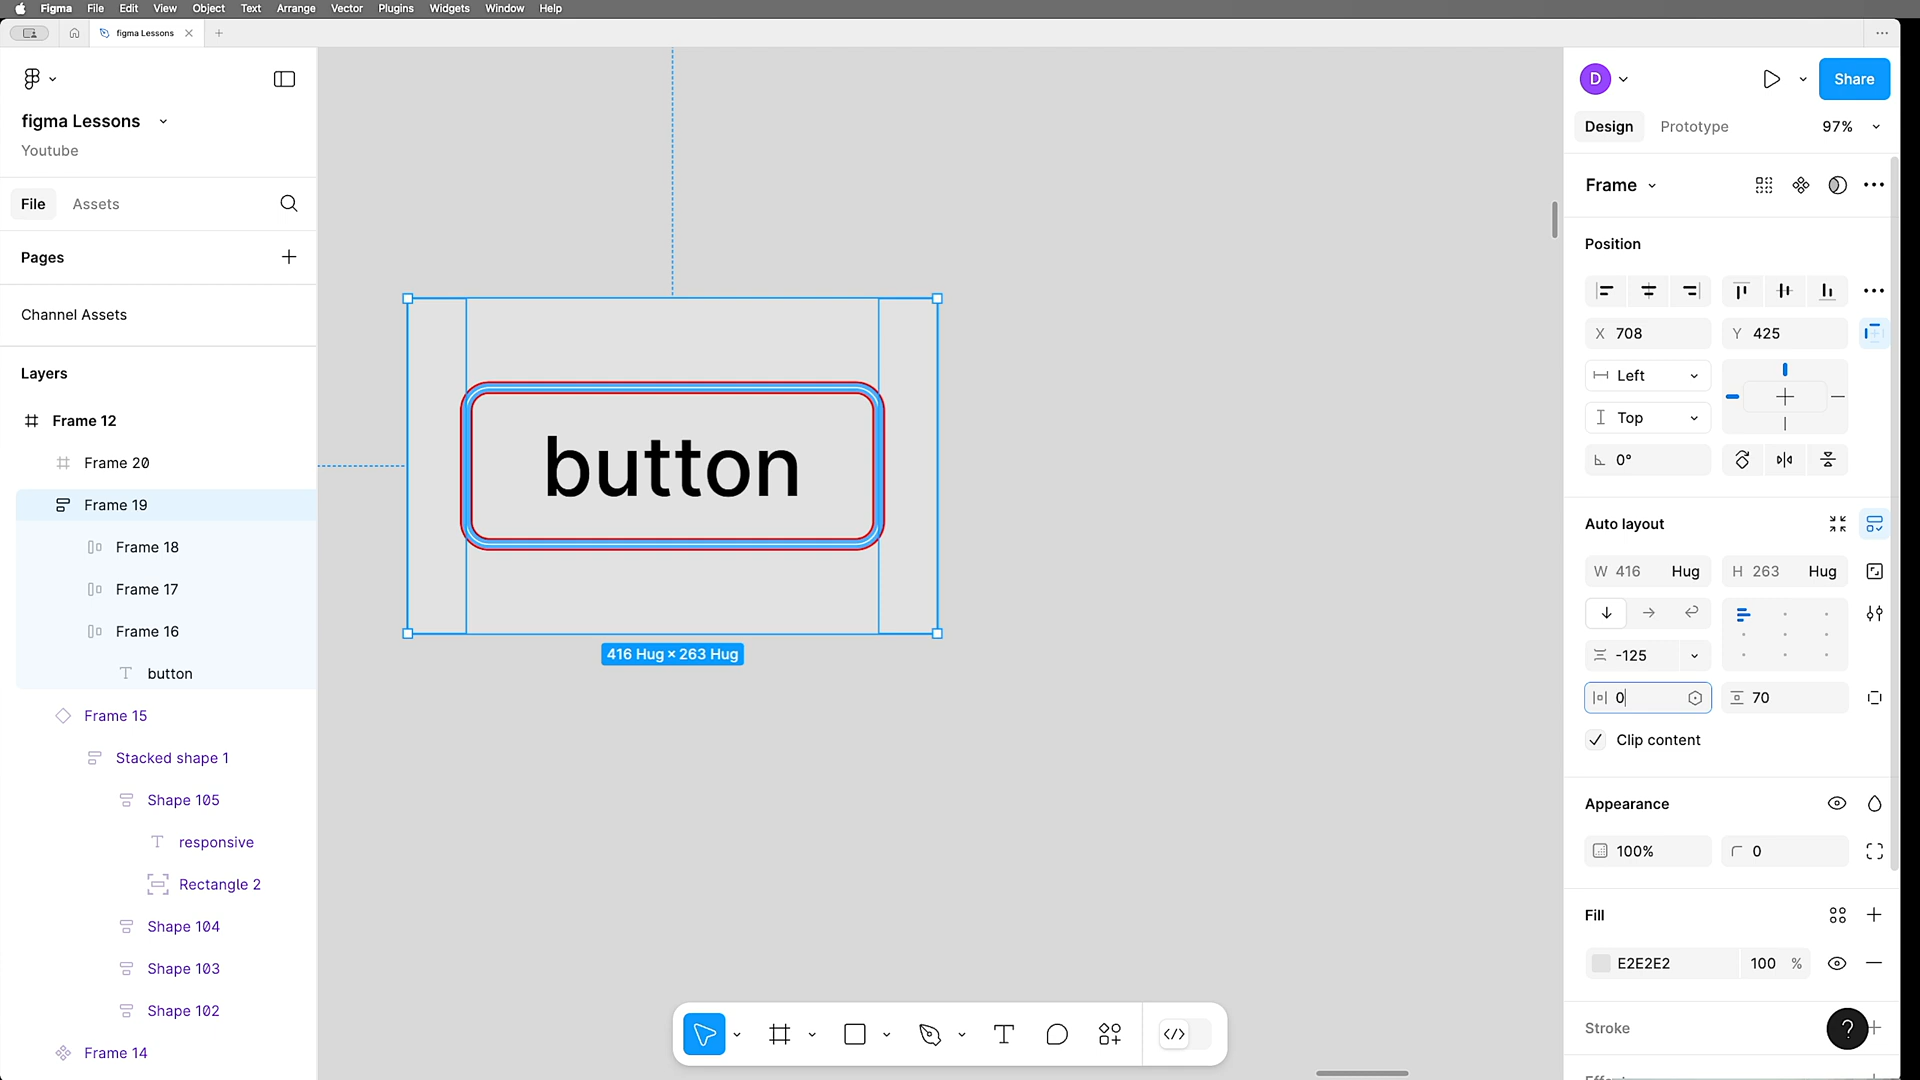 Figma File Edit View Object Text Arrange Vector Plugins Widgets Window Help
figma Lessons
figma Lessons
Youtube
File Assets
Pages
Channel Assets
Layers
Frame 12
Frame 20
Frame 19
Frame 18
Frame 17
Frame 16
button
Frame 15
Stacked shape 1
Shape 105
responsive
Rectangle 2
Shape 104
Shape 103
Shape 102
Frame 14
button
416 Hug × 263 Hug
D
Share
Design Prototype 97%
Frame
Position
X 708 Y 425
Left
Top
0°
Auto layout
W 416 Hug H 263 Hug
-125
0 70
Clip content
Appearance
100% 0
Fill
E2E2E2 100 %
Stroke
?